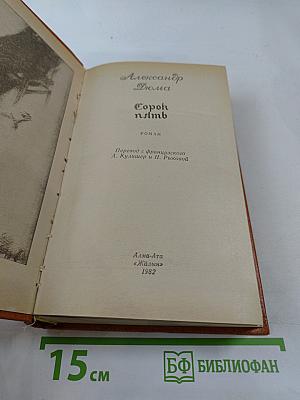 Александр
Дюма
Сорок
пять
РОМАН
Перевод с французского
А. Кулишер и Н. Рыковой
Алма-Ата
«Жалын»
1982
15 см
БФ БИБЛИОФАН